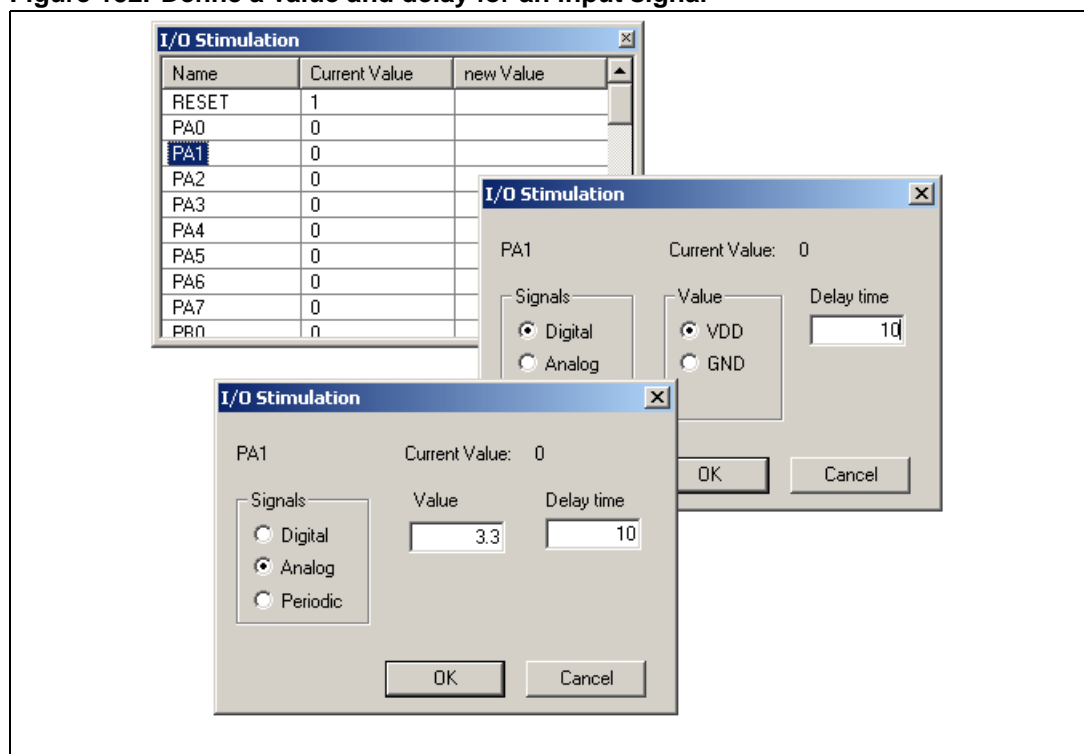 I/O Stimulation
Name Current Value new Value
RESET 1
PA0 0
PA1 0
PA2 0
PA3 0
PA4 0
PA5 0
PA6 0
PA7 0
PB0 0
I/O Stimulation
PA1 Current Value: 0
Signals Value Delay time
Digital VDD 10
Analog GND
OK Cancel
I/O Stimulation
PA1 Current Value: 0
Signals Value Delay time
Digital 3.3 10
Analog
Periodic
OK Cancel